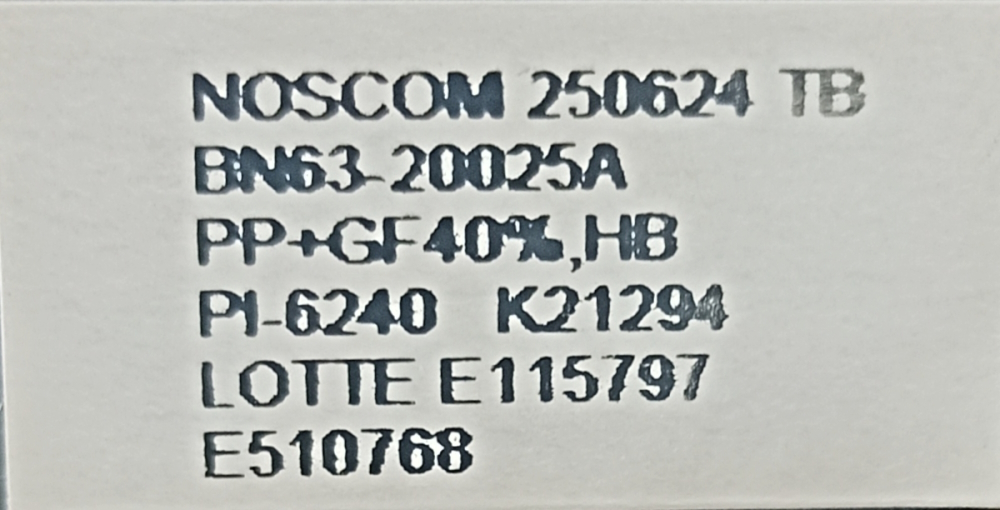 NOSCOM 250624 TB
BN63-20025A
PP+GF40%,HB
PI-6240 K21294
LOTTE E115797
E510768